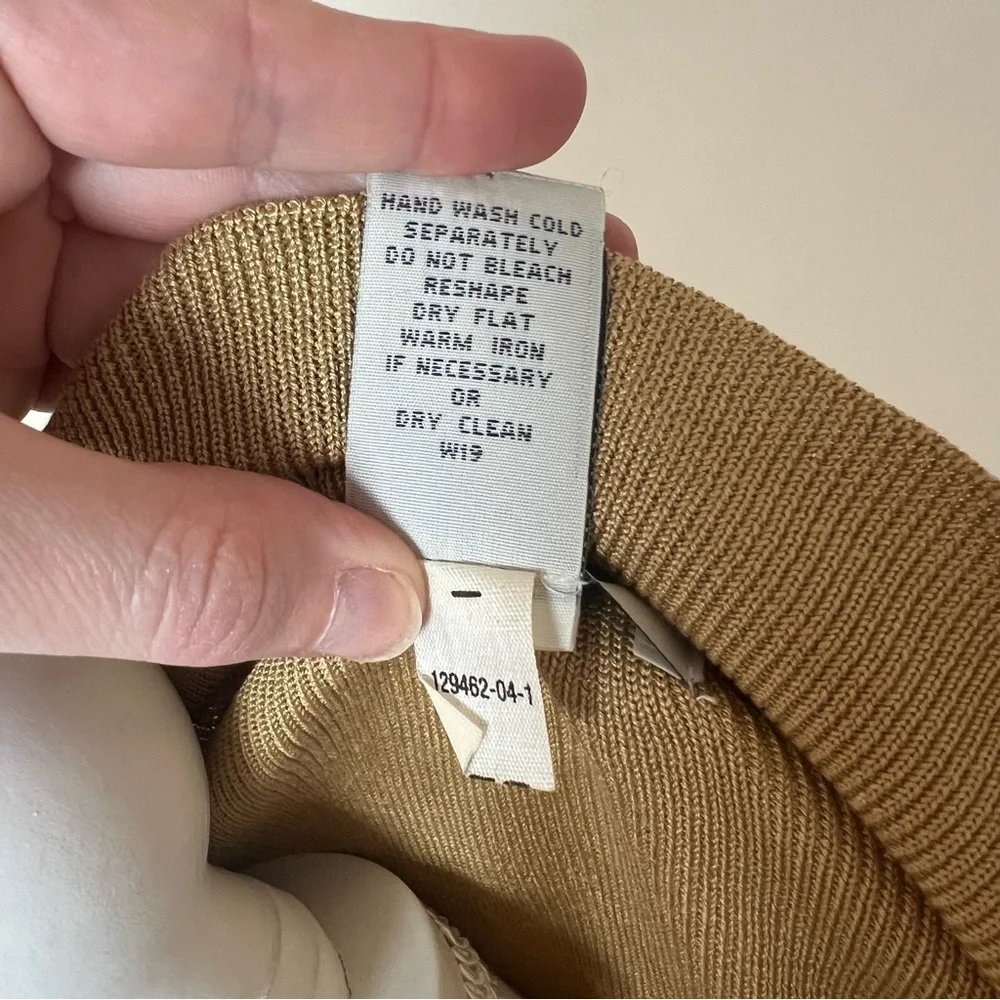 HAND WASH COLD
SEPARATELY
DO NOT BLEACH
RESHAPE
DRY FLAT
WARM IRON
IF NECESSARY
OR
DRY CLEAN
W19
129462-04-1